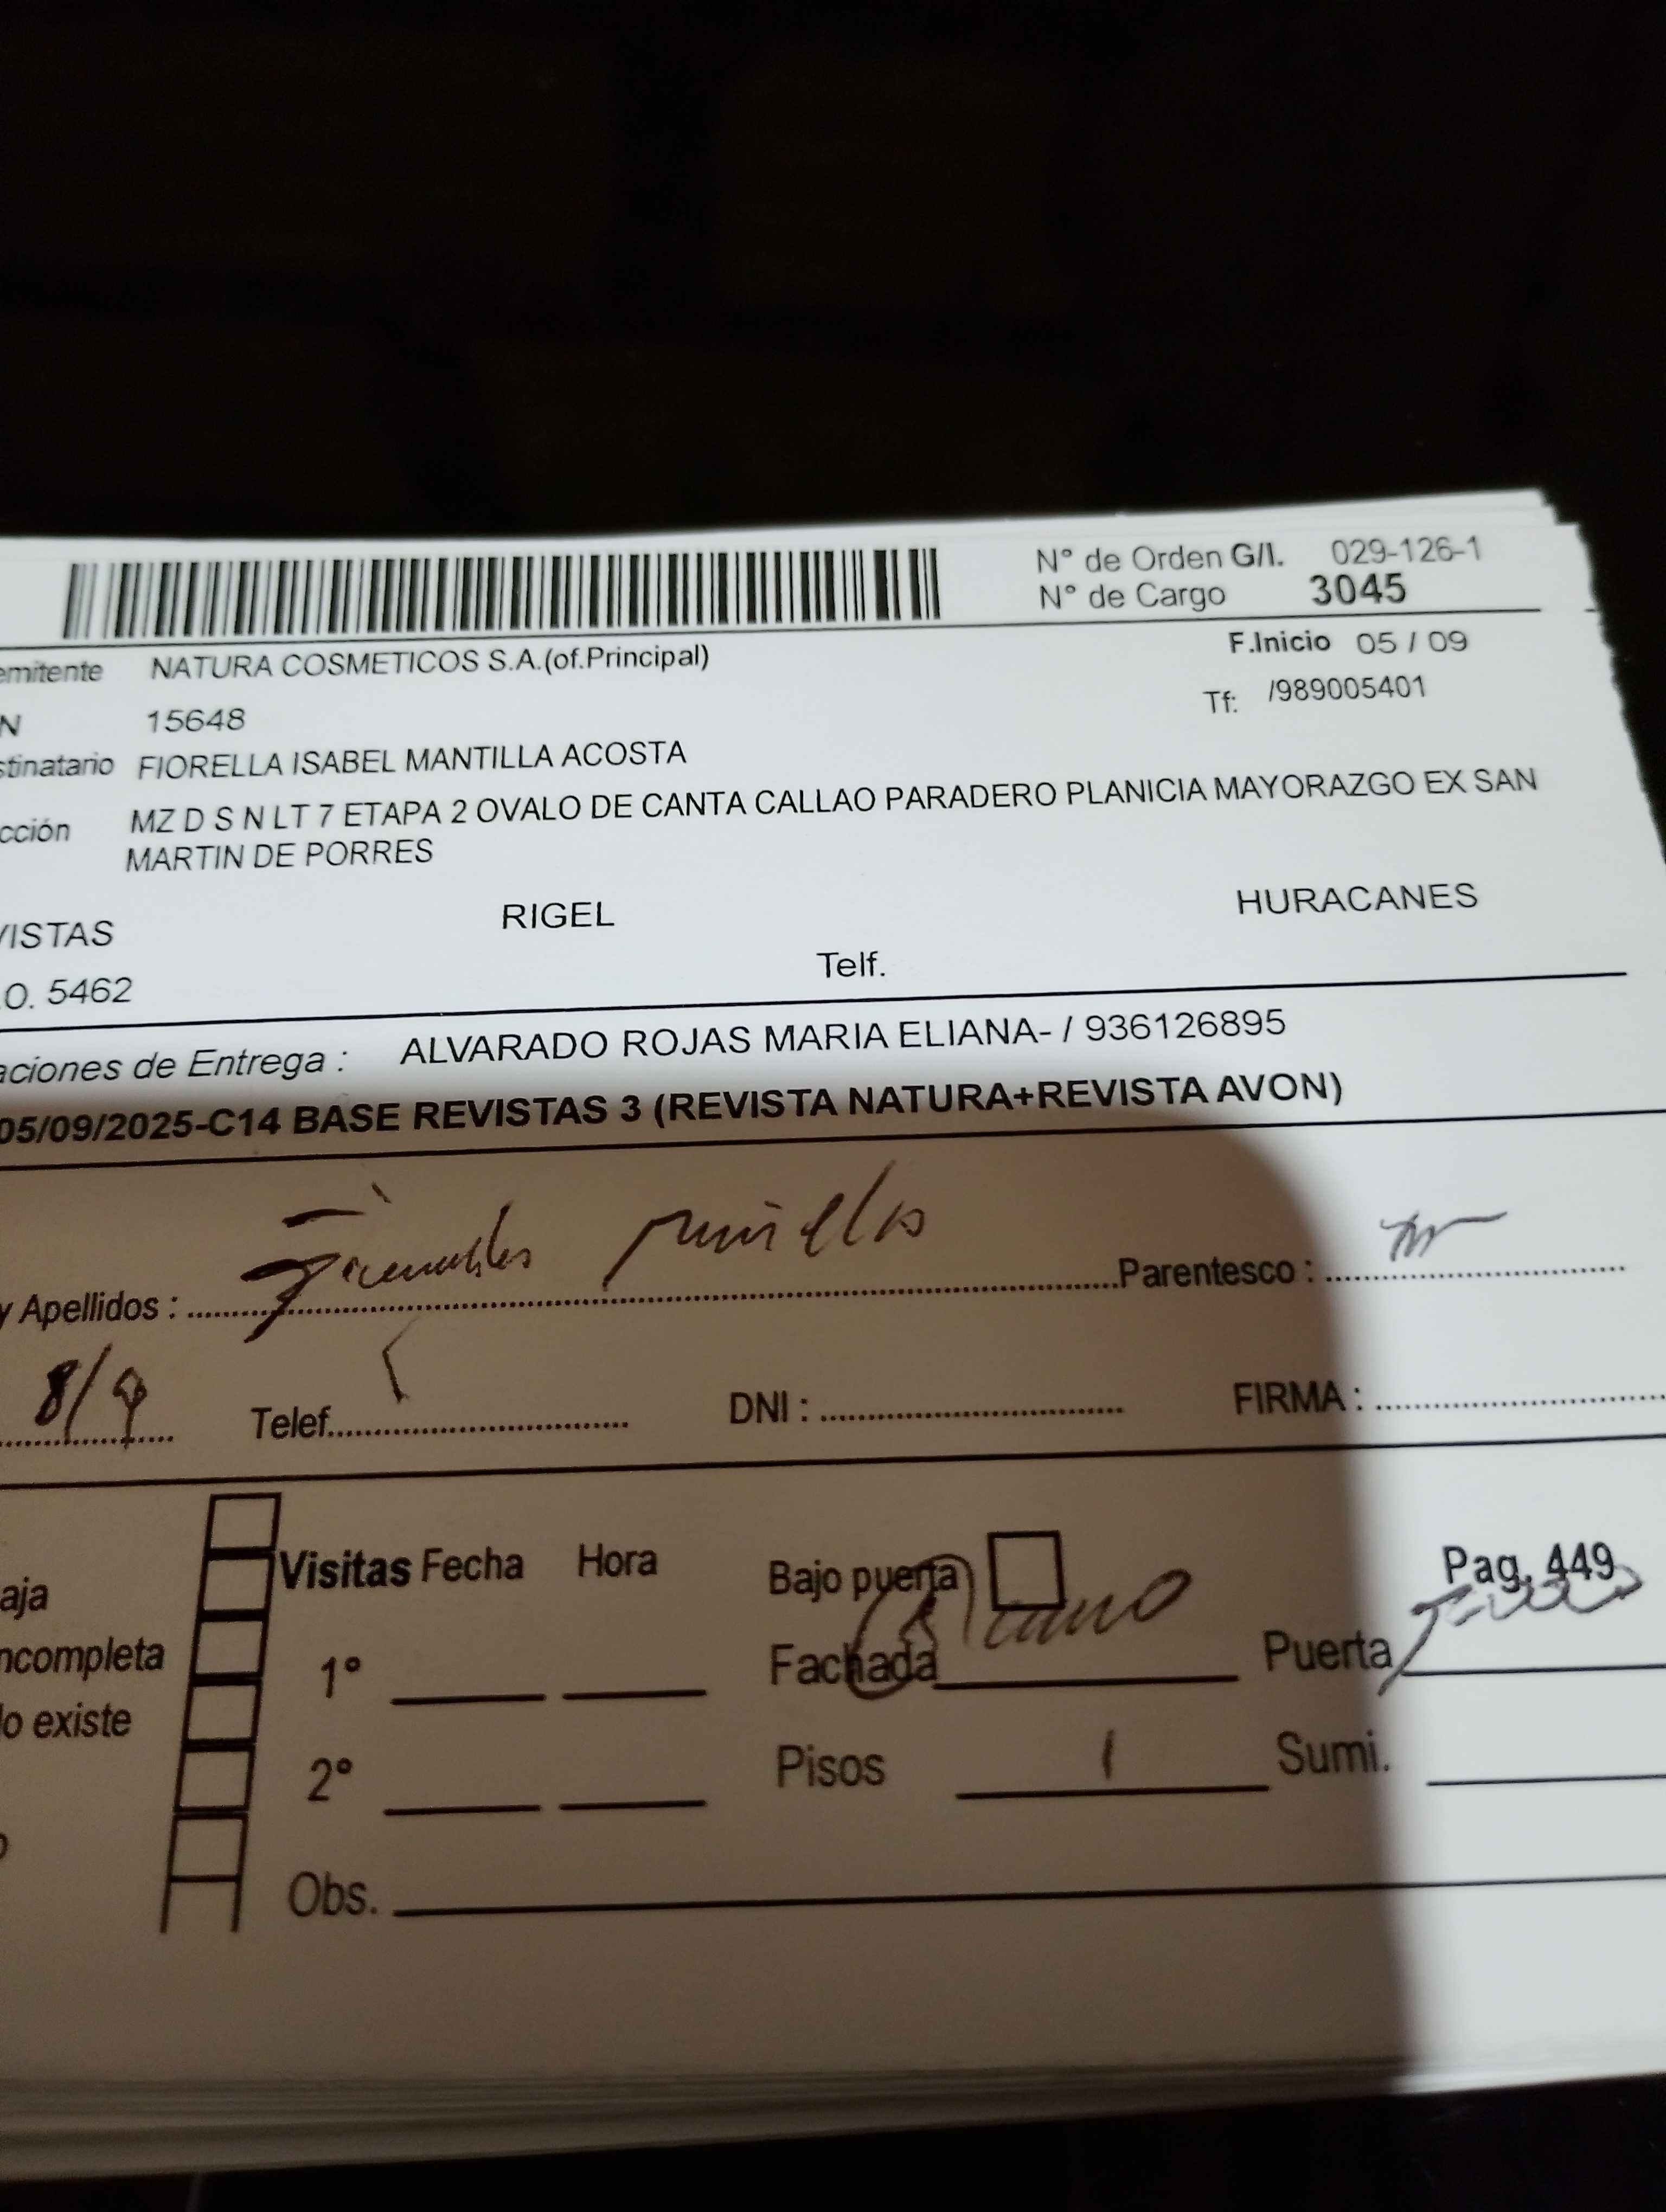 N° de Orden G/I. 029-126-1
N° de Cargo 3045
emitente NATURA COSMETICOS S.A.(of.Principal) F.Inicio 05 / 09
N 15648 Tf: /989005401
stinatario FIORELLA ISABEL MANTILLA ACOSTA
cción MZ D S N LT 7 ETAPA 2 OVALO DE CANTA CALLAO PARADERO PLANICIA MAYORAZGO EX SAN
MARTIN DE PORRES
VISTAS RIGEL HURACANES
.O. 5462 Telf.
aciones de Entrega : ALVARADO ROJAS MARIA ELIANA- / 936126895
05/09/2025-C14 BASE REVISTAS 3 (REVISTA NATURA+REVISTA AVON)
y Apellidos : Parentesco :
8/9 Telef. DNI : FIRMA :
Visitas Fecha Hora Bajo puerta Pag. 449
aja
ncompleta 1° Fachada Puerta
lo existe
2° Pisos 1 Sumi.
o
Obs.